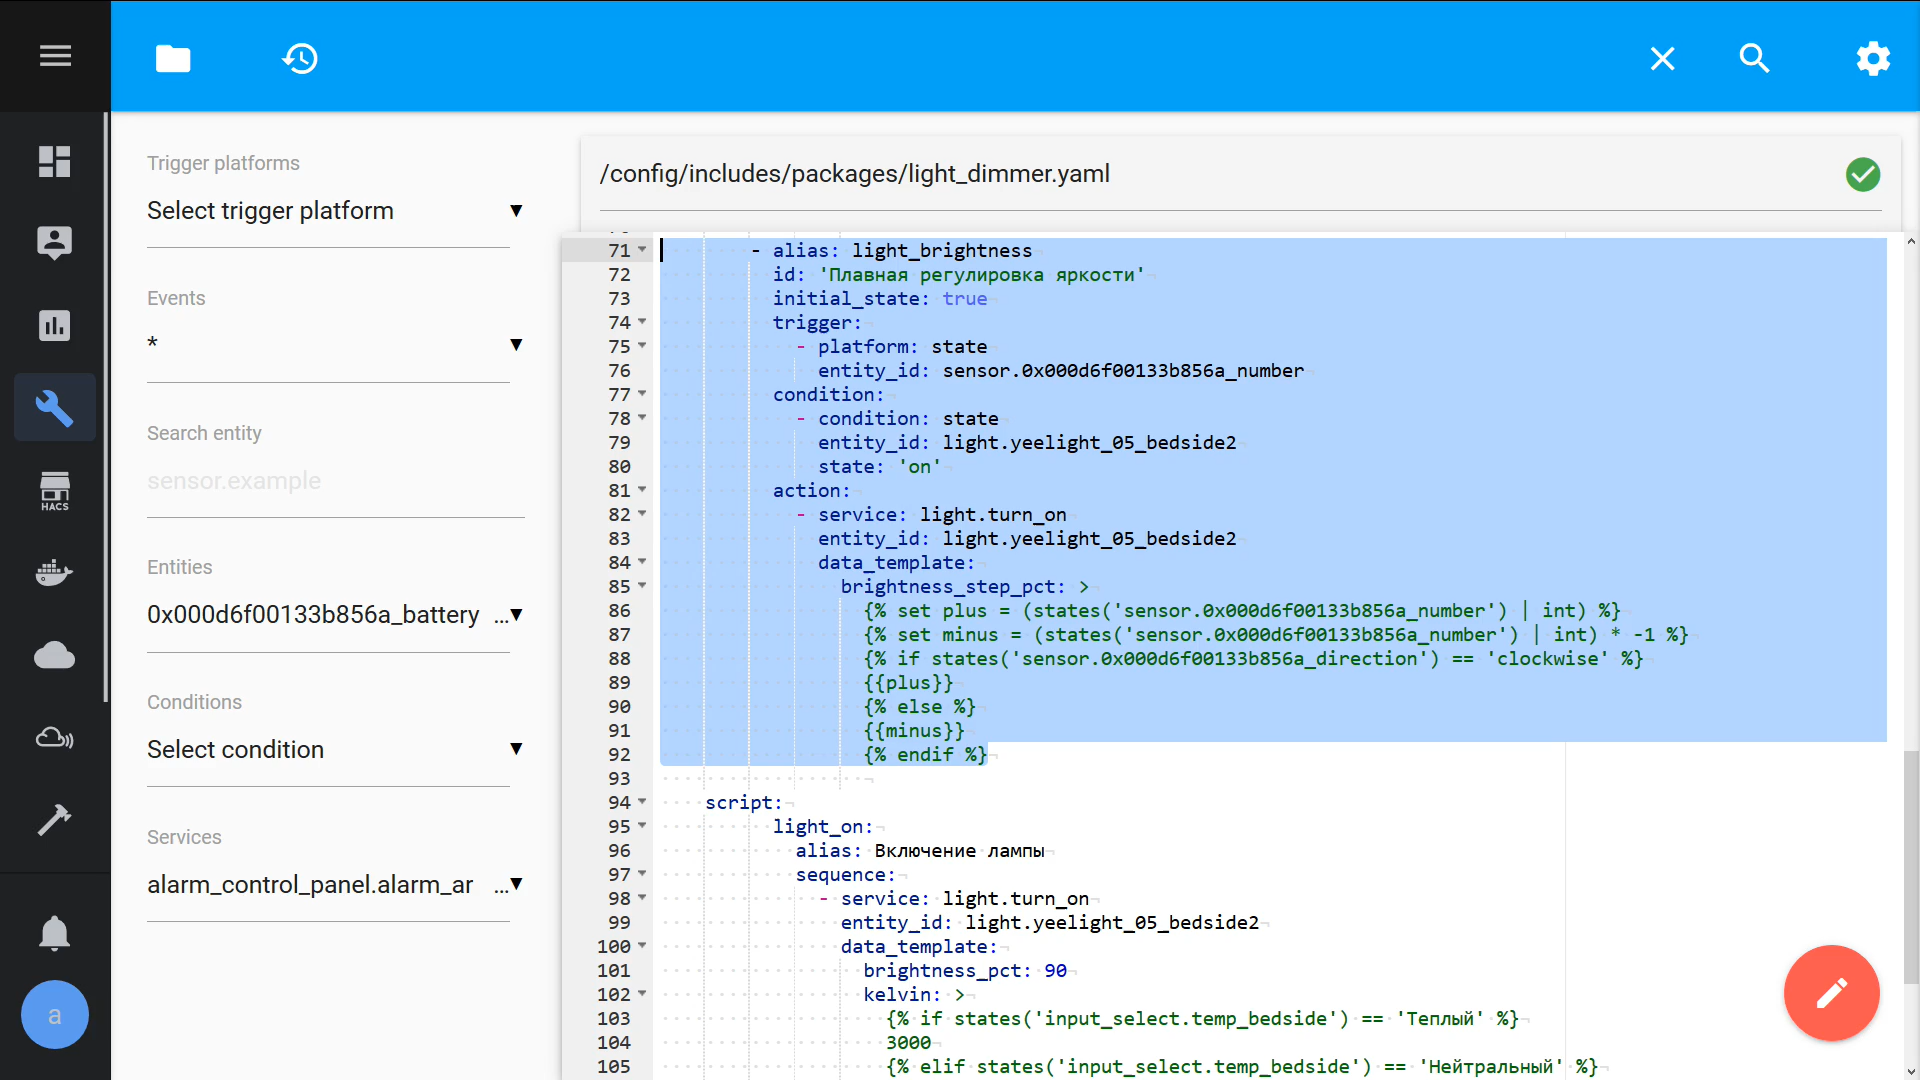 /config/includes/packages/light_dimmer.yaml
HACS
a
Trigger platforms
Select trigger platform
Events
*
Search entity
sensor.example
Entities
0x000d6f00133b856a_battery ...
Conditions
Select condition
Services
alarm_control_panel.alarm_ar ...
71 - alias: light_brightness
72 id: 'Плавная регулировка яркости'
73 initial_state: true
74 trigger:
75 - platform: state
76 entity_id: sensor.0x000d6f00133b856a_number
77 condition:
78 - condition: state
79 entity_id: light.yeelight_05_bedside2
80 state: 'on'
81 action:
82 - service: light.turn_on
83 entity_id: light.yeelight_05_bedside2
84 data_template:
85 brightness_step_pct: >
86 {% set plus = (states('sensor.0x000d6f00133b856a_number') | int) %}
87 {% set minus = (states('sensor.0x000d6f00133b856a_number') | int) * -1 %}
88 {% if states('sensor.0x000d6f00133b856a_direction') == 'clockwise' %}
89 {{plus}}
90 {% else %}
91 {{minus}}
92 {% endif %}
93
94 script:
95 light_on:
96 alias: Включение лампы
97 sequence:
98 - service: light.turn_on
99 entity_id: light.yeelight_05_bedside2
100 data_template:
101 brightness_pct: 90
102 kelvin: >
103 {% if states('input_select.temp_bedside') == 'Теплый' %}
104 3000
105 {% elif states('input_select.temp_bedside') == 'Нейтральный' %}